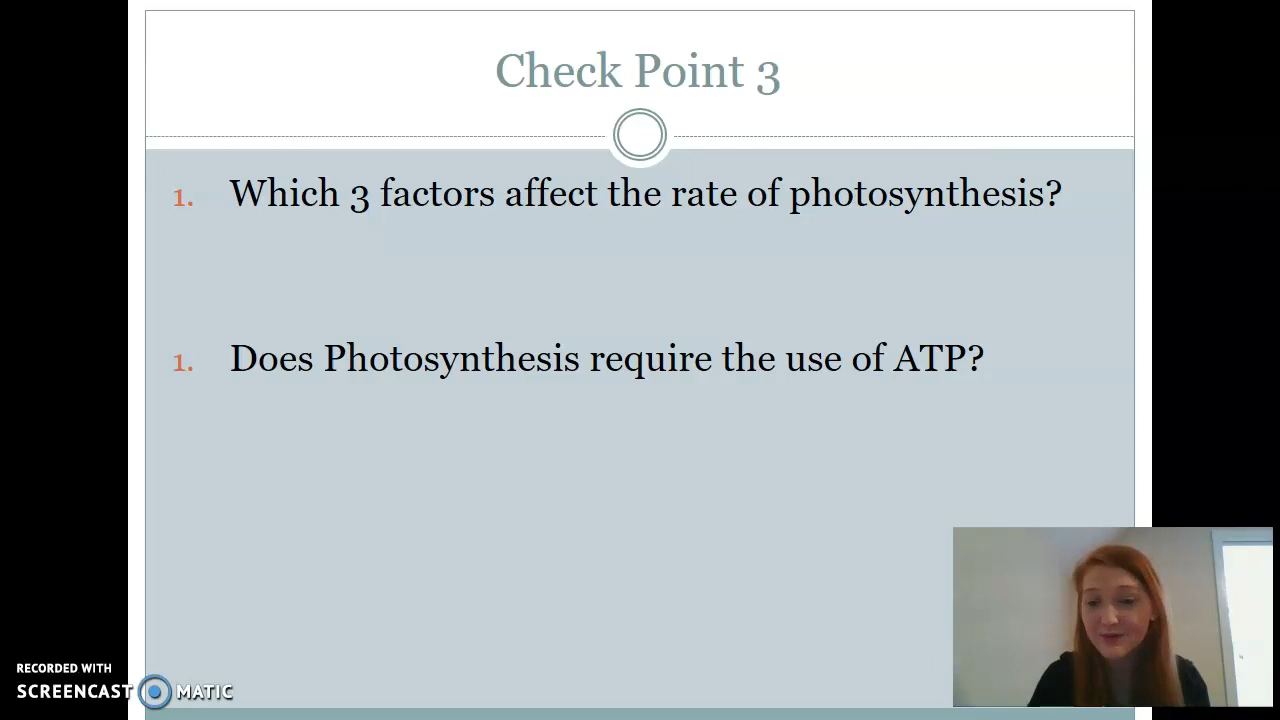 Check Point 3
1. Which 3 factors affect the rate of photosynthesis?
1. Does Photosynthesis require the use of ATP?
RECORDED WITH
SCREENCAST MATIC